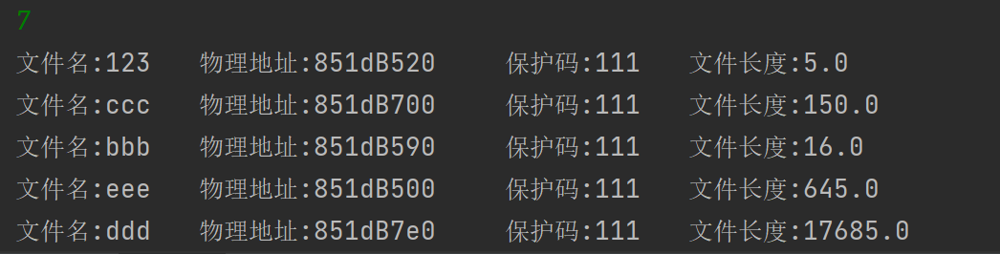 7
文件名:123 物理地址:851dB520 保护码:111 文件长度:5.0
文件名:ccc 物理地址:851dB700 保护码:111 文件长度:150.0
文件名:bbb 物理地址:851dB590 保护码:111 文件长度:16.0
文件名:eee 物理地址:851dB500 保护码:111 文件长度:645.0
文件名:ddd 物理地址:851dB7e0 保护码:111 文件长度:17685.0